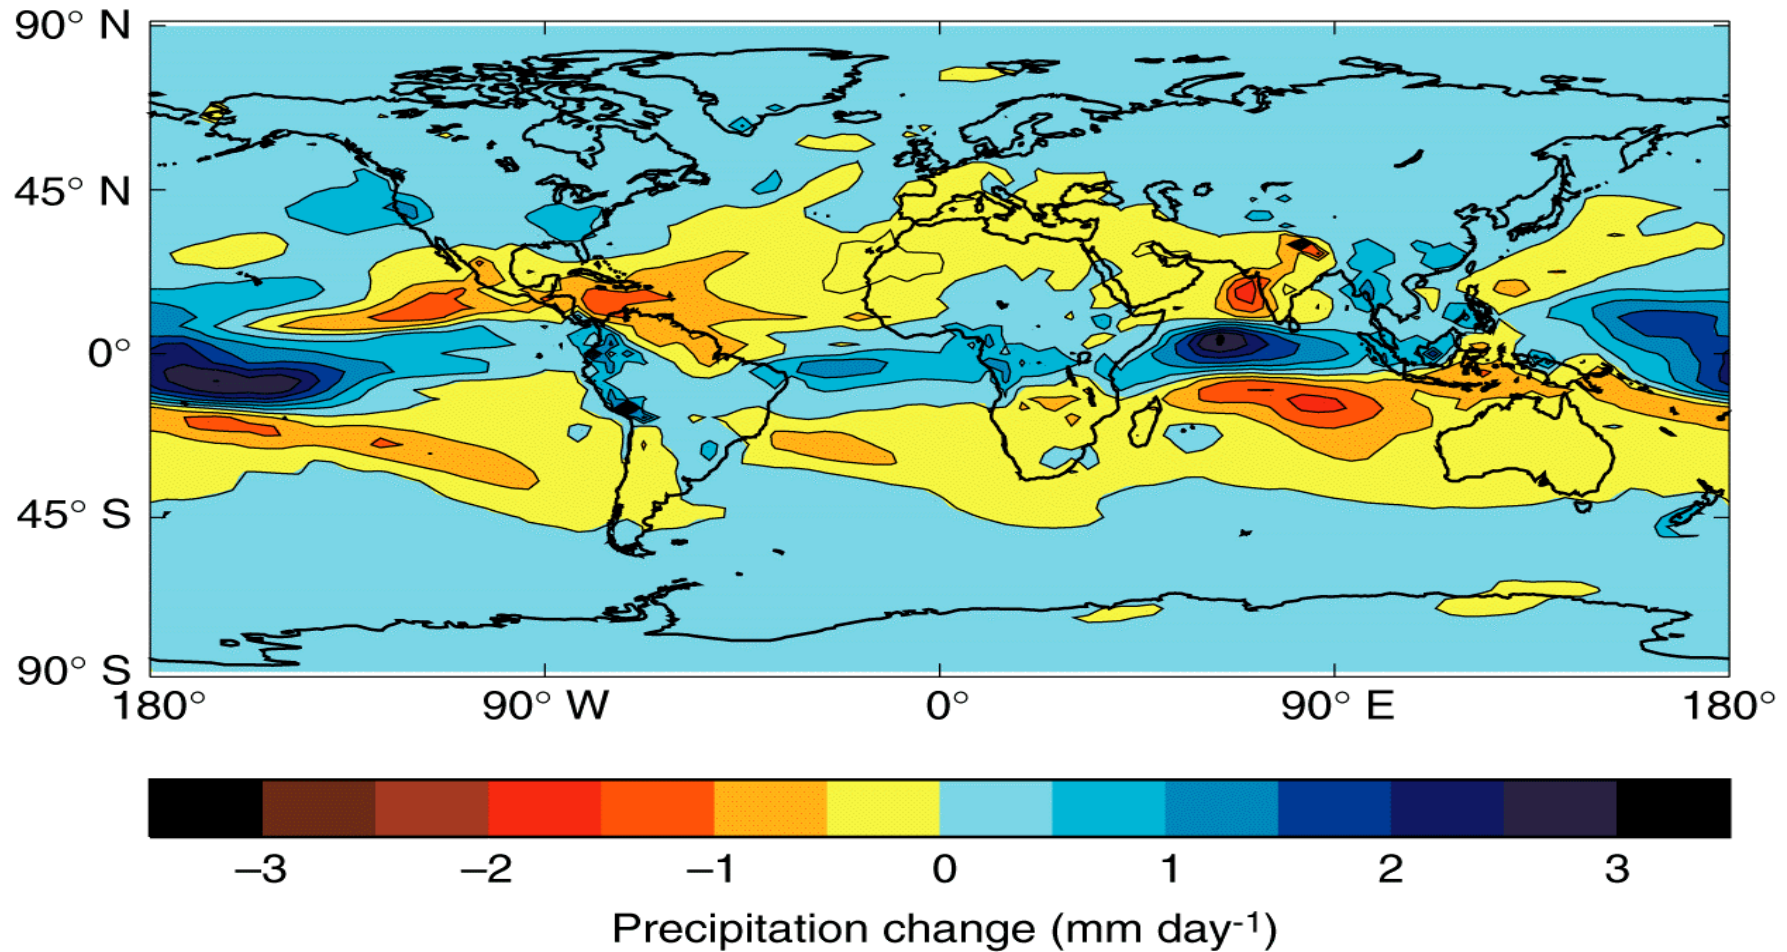 90° N
45° N
0°
45° S
90° S
180° 90° W 0° 90° E 180°
–3 –2 –1 0 1 2 3
Precipitation change (mm day-1)